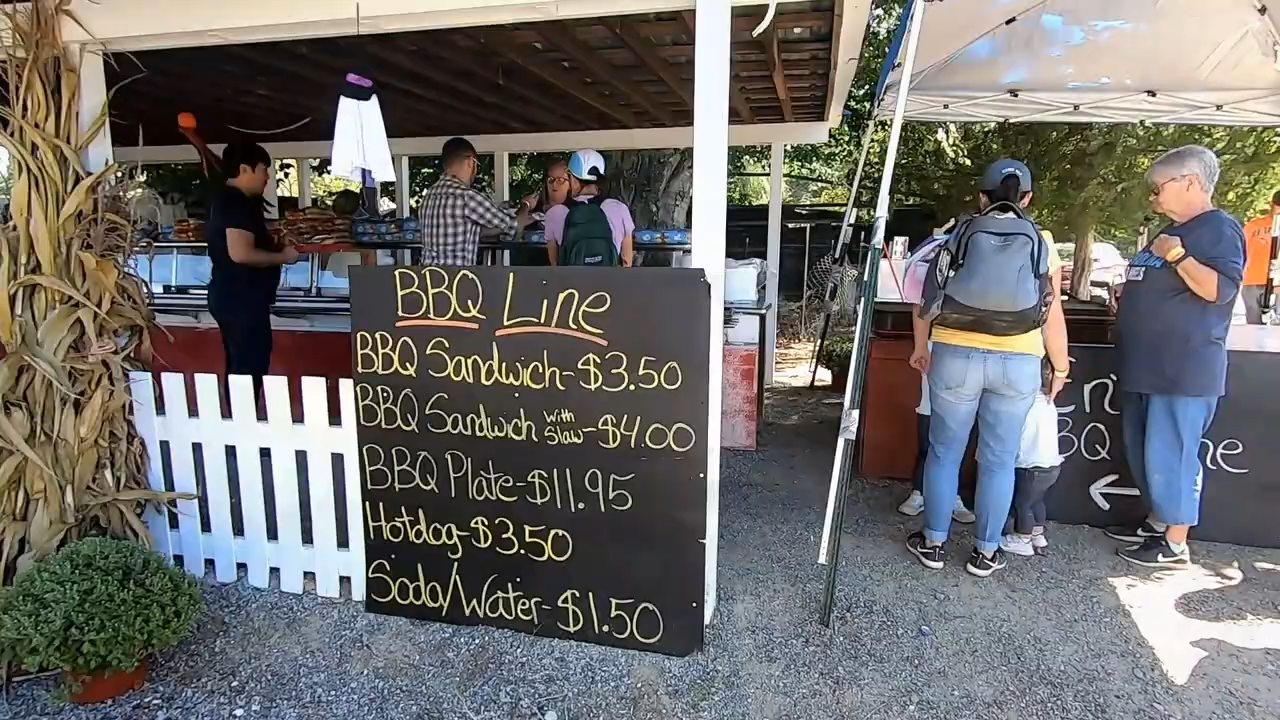 BBQ Line
BBQ Sandwich-$3.50
BBQ Sandwich With Slaw-$4.00
BBQ Plate-$11.95
Hotdog-$3.50
Soda/Water-$1.50
←